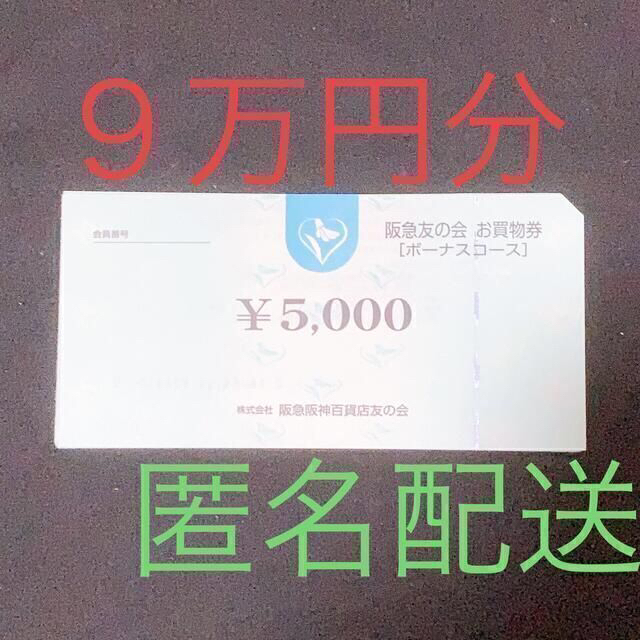 ９万円分
会員番号
阪急友の会 お買物券
［ボーナスコース］
￥5,000
株式会社 阪急阪神百貨店友の会
匿名配送